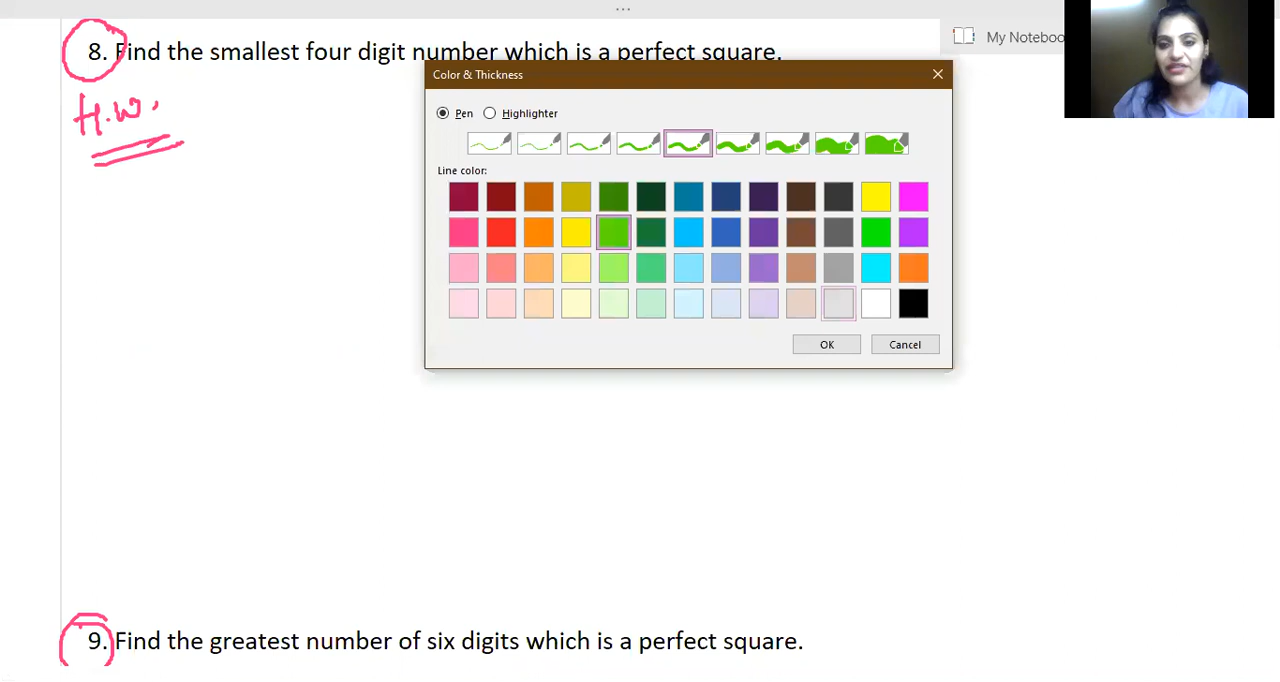 8. Find the smallest four digit number which is a perfect square.
My Noteboo
H.W.
Color & Thickness
Pen
Highlighter
Line color:
OK
Cancel
9. Find the greatest number of six digits which is a perfect square.